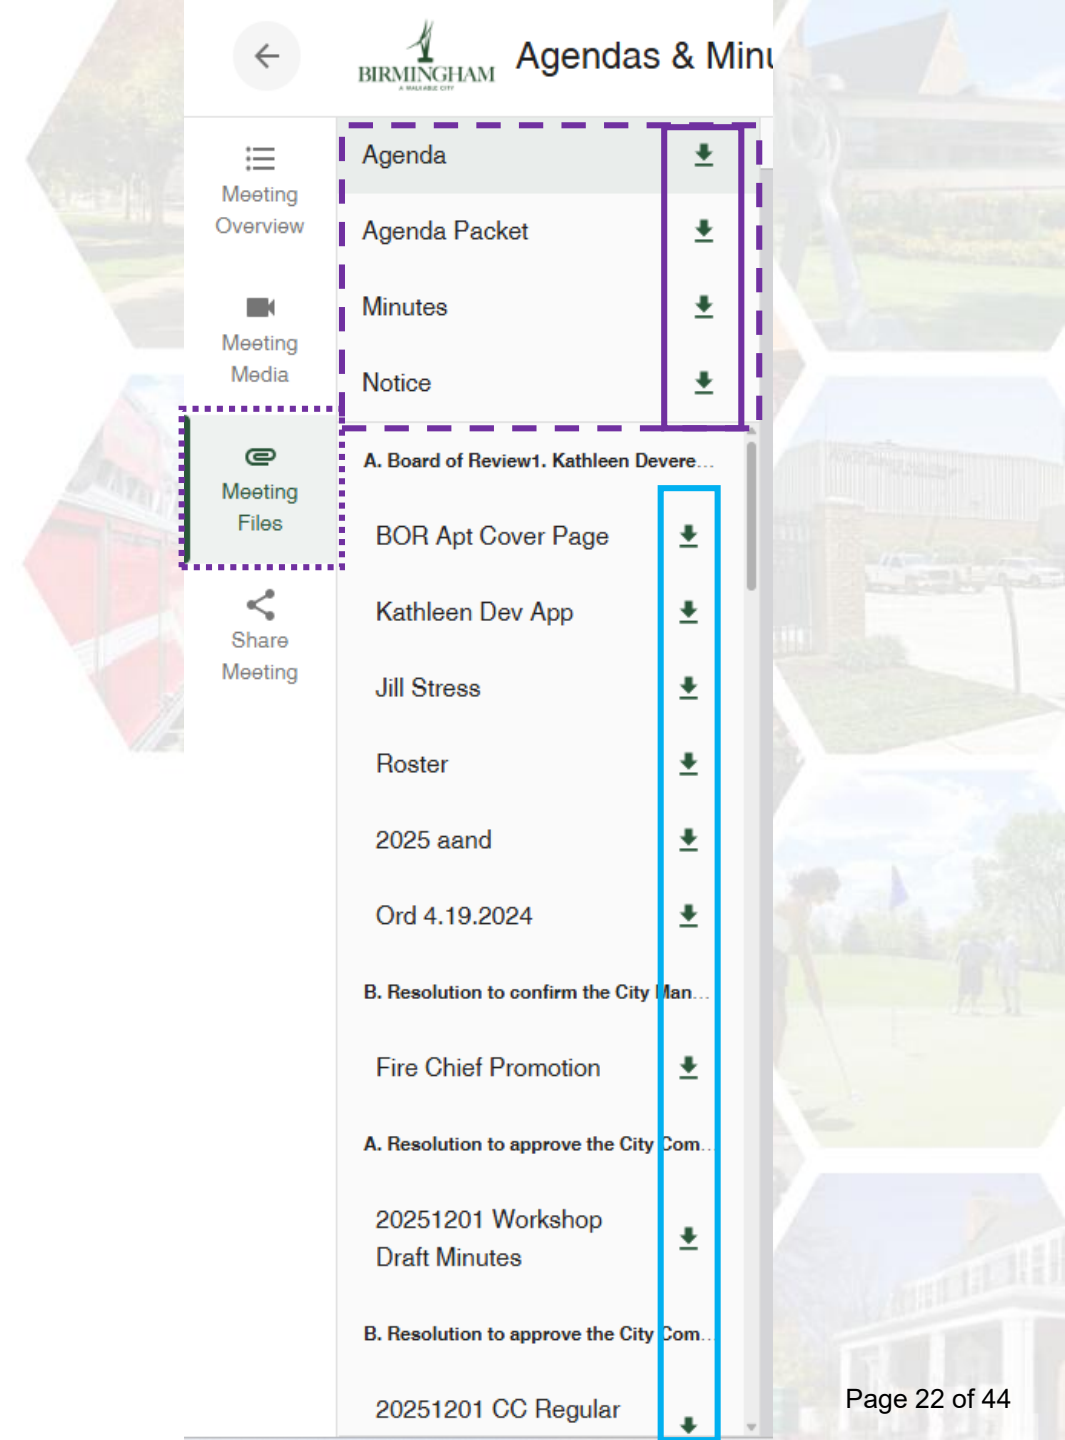 BIRMINGHAM
A WALKABLE CITY
Agendas & Minu
Meeting
Overview
Meeting
Media
Meeting
Files
Share
Meeting
Agenda
Agenda Packet
Minutes
Notice
A. Board of Review1. Kathleen Devere...
BOR Apt Cover Page
Kathleen Dev App
Jill Stress
Roster
2025 aand
Ord 4.19.2024
B. Resolution to confirm the City Man...
Fire Chief Promotion
A. Resolution to approve the City Com...
20251201 Workshop
Draft Minutes
B. Resolution to approve the City Com...
20251201 CC Regular
Page 22 of 44